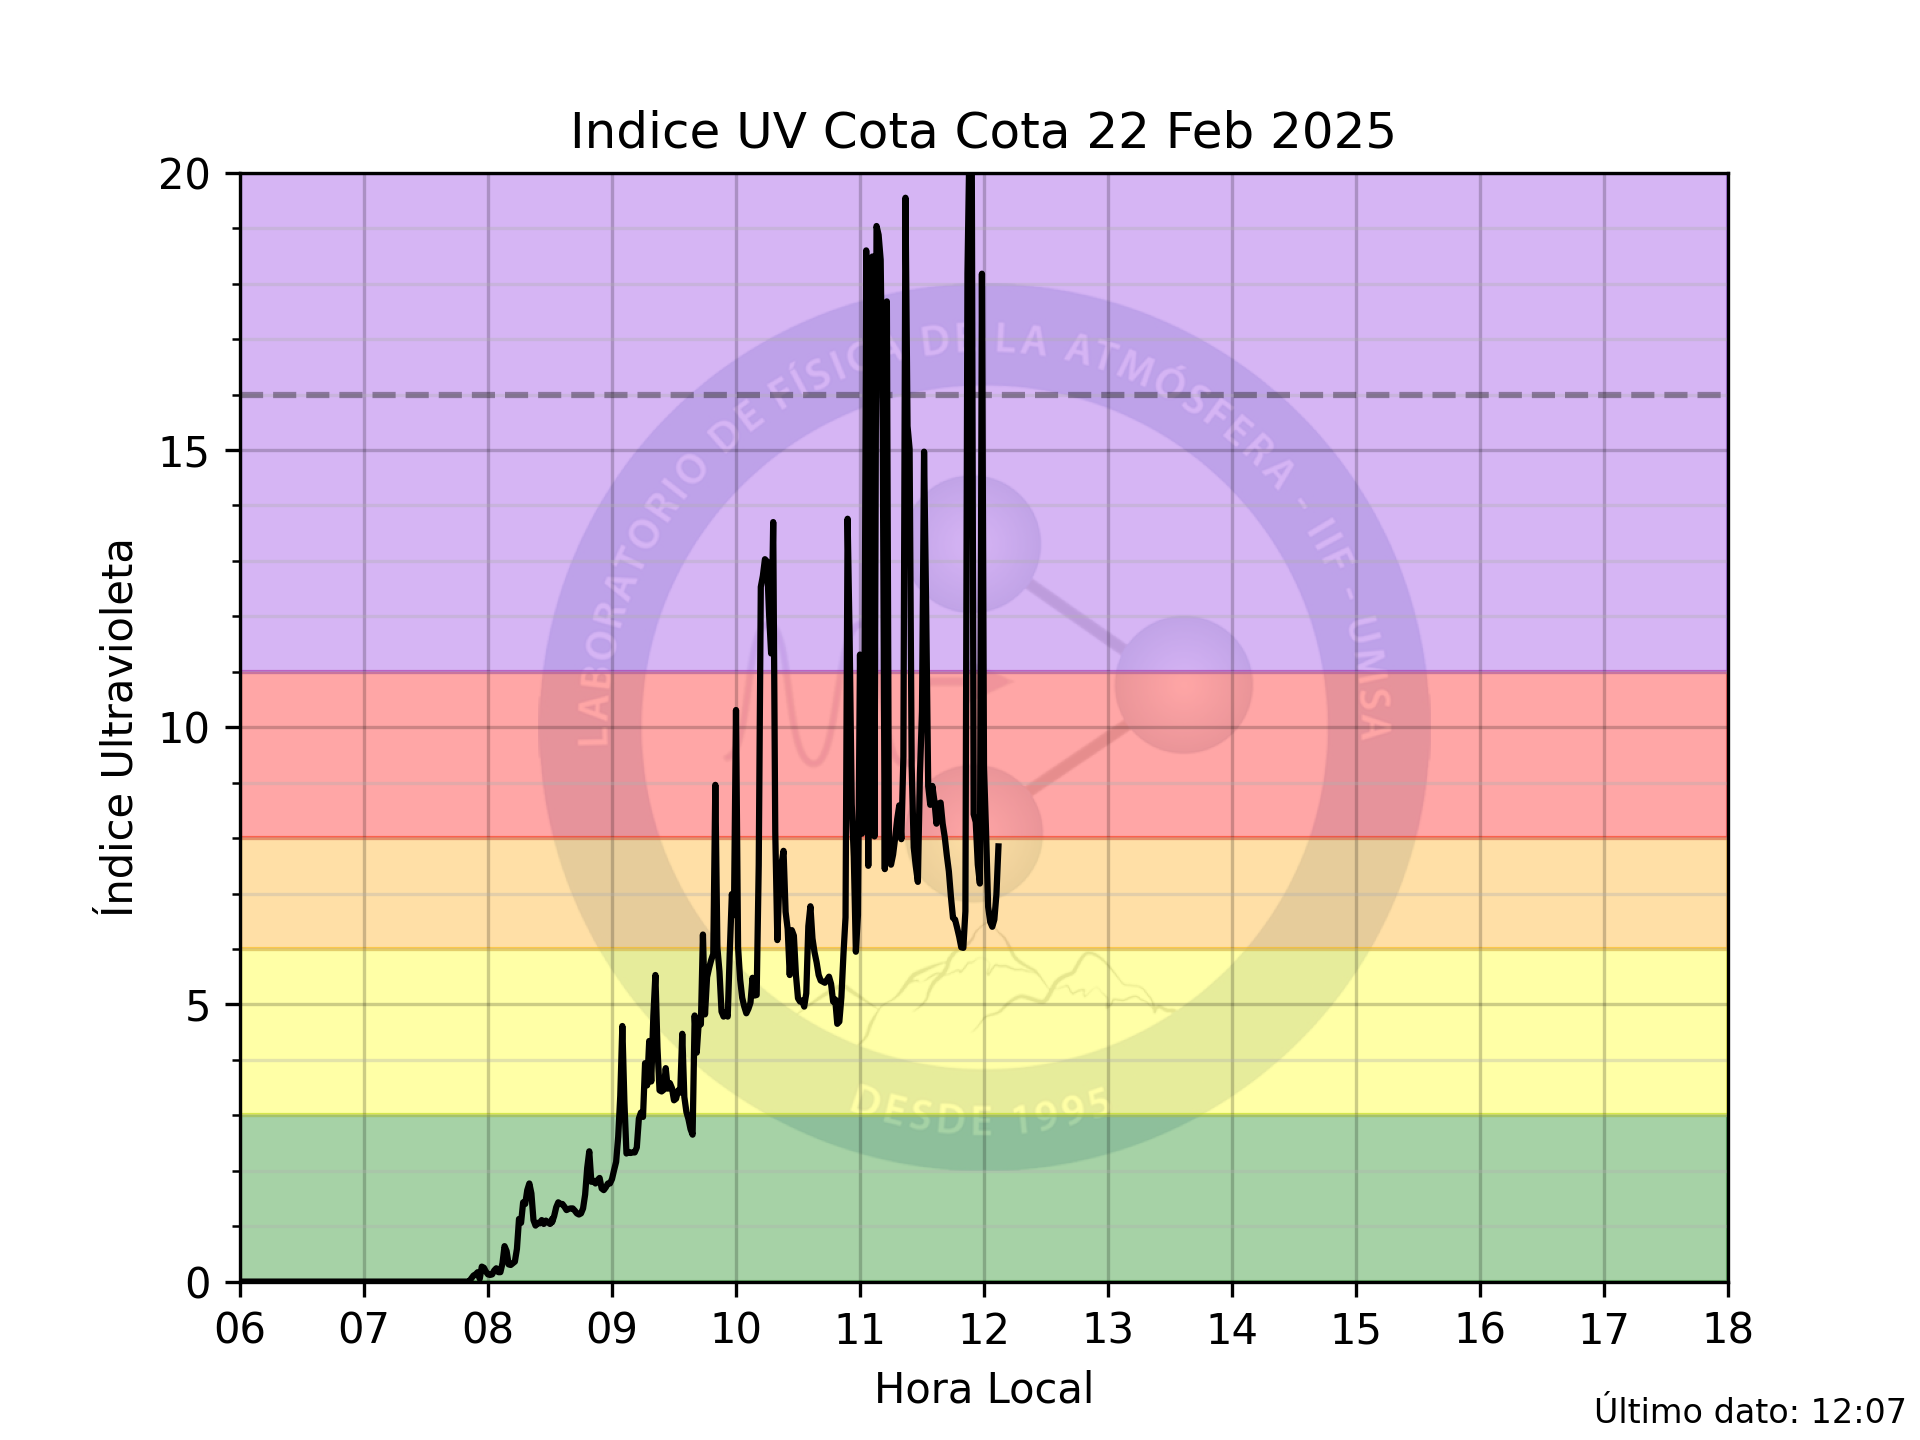 Indice UV Cota Cota 22 Feb 2025
20
15
10
5
0
Índice Ultravioleta
LABORATORIO DE FÍSICA DE LA ATMÓSFERA - IIF - UMSA
DESDE 1995
06 07 08 09 10 11 12 13 14 15 16 17 18
Hora Local
Último dato: 12:07